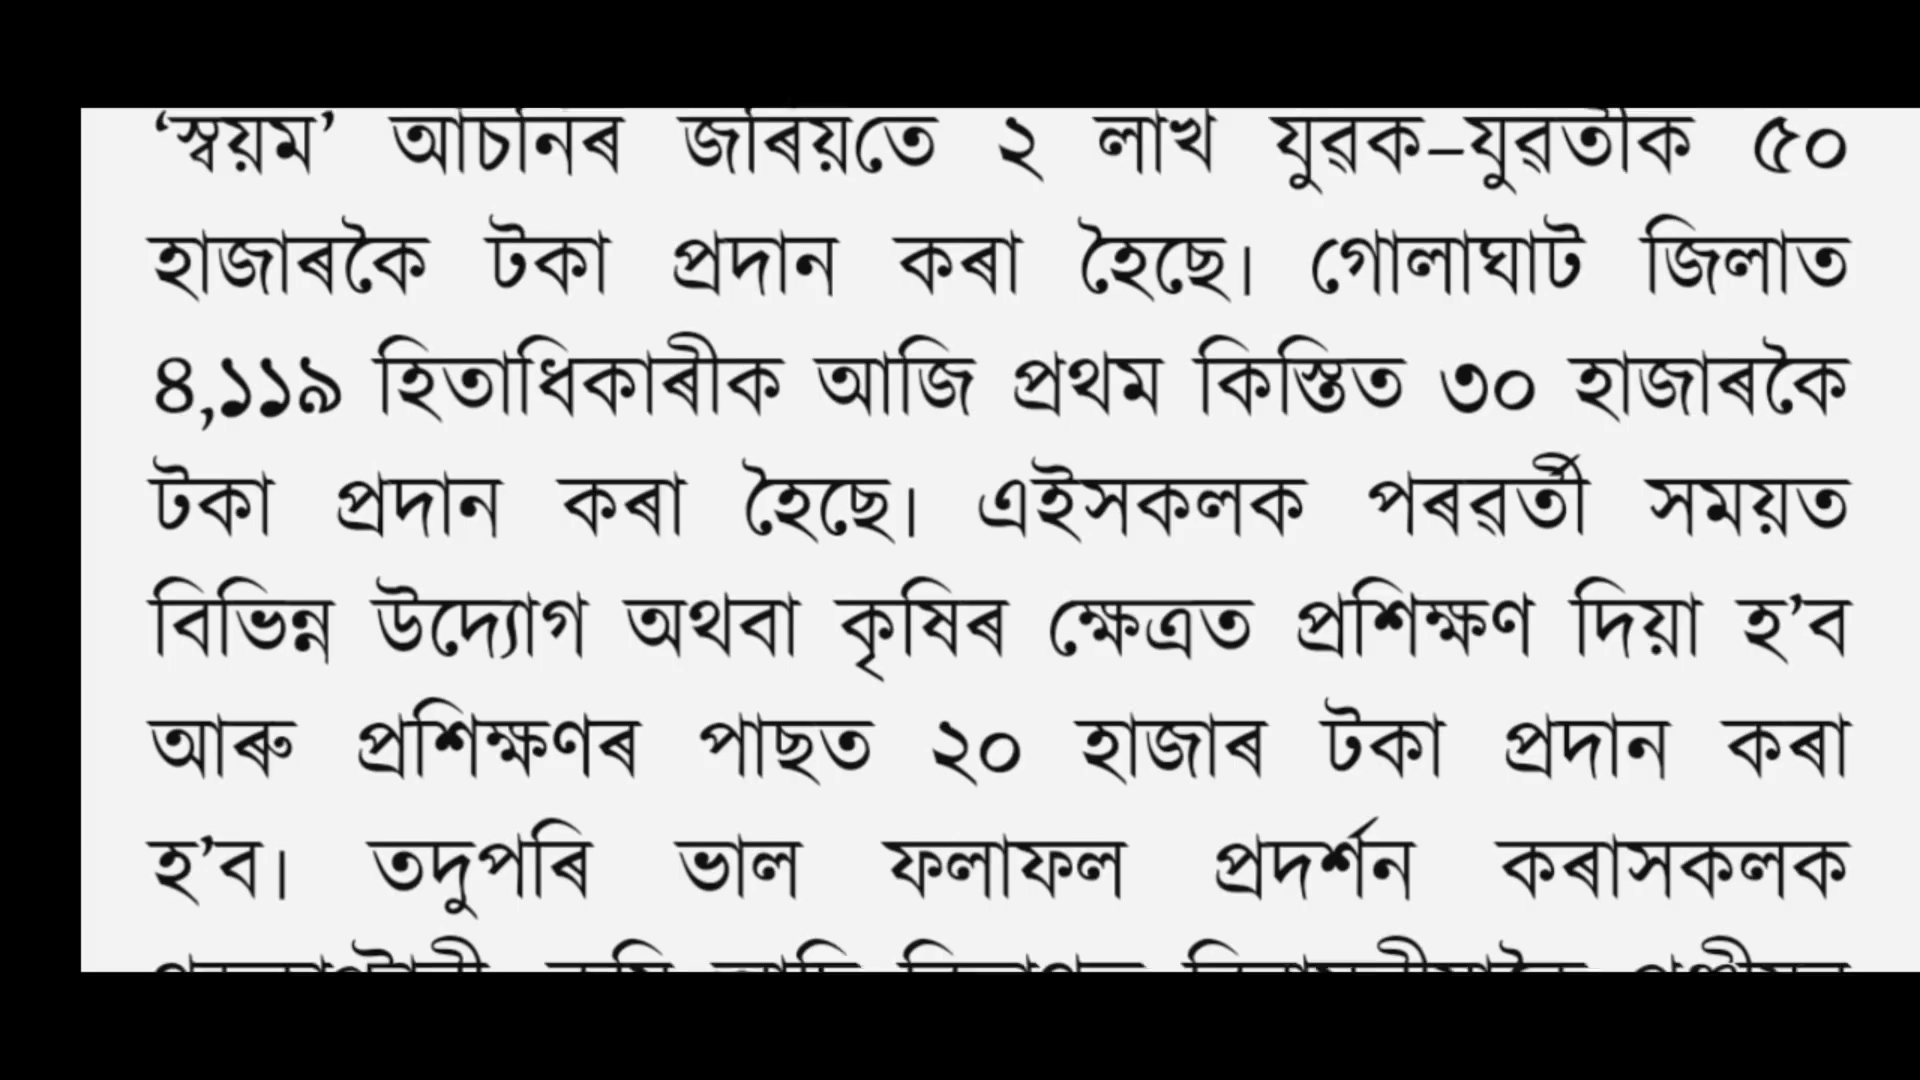 ‘স্বয়ম’ আঁচনিৰ জৰিয়তে ২ লাখ যুৱক–যুৱতীক ৫০
হাজাৰকৈ টকা প্ৰদান কৰা হৈছে। গোলাঘাট জিলাত
৪,১১৯ হিতাধিকাৰীক আজি প্ৰথম কিস্তিত ৩০ হাজাৰকৈ
টকা প্ৰদান কৰা হৈছে। এইসকলক পৰৱৰ্তী সময়ত
বিভিন্ন উদ্যোগ অথবা কৃষিৰ ক্ষেত্ৰত প্ৰশিক্ষণ দিয়া হ’ব
আৰু প্ৰশিক্ষণৰ পাছত ২০ হাজাৰ টকা প্ৰদান কৰা
হ’ব। তদুপৰি ভাল ফলাফল প্ৰদৰ্শন কৰাসকলক